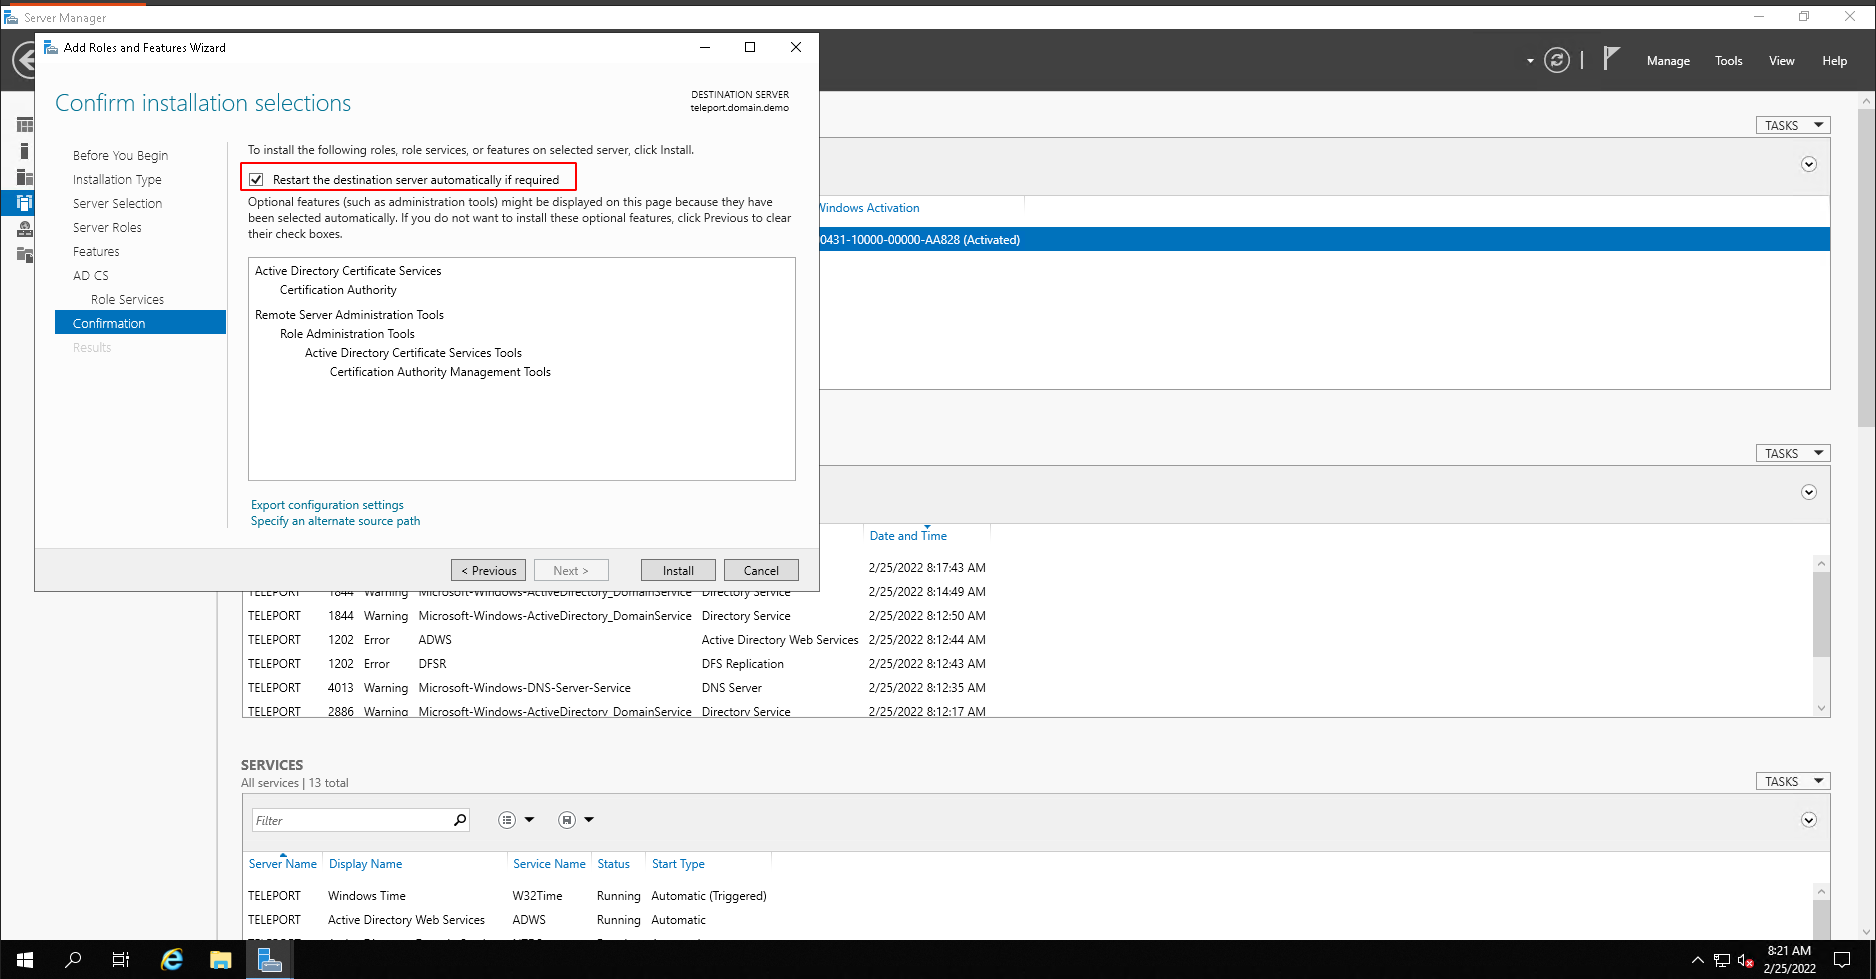 Server Manager
Add Roles and Features Wizard
Manage Tools View Help
Confirm installation selections
DESTINATION SERVER
teleport.domain.demo
Before You Begin
Installation Type
Server Selection
Server Roles
Features
AD CS
Role Services
Confirmation
Results
To install the following roles, role services, or features on selected server, click Install.
Restart the destination server automatically if required
Optional features (such as administration tools) might be displayed on this page because they have
been selected automatically. If you do not want to install these optional features, click Previous to clear
their check boxes.
Active Directory Certificate Services
Certification Authority
Remote Server Administration Tools
Role Administration Tools
Active Directory Certificate Services Tools
Certification Authority Management Tools
Export configuration settings
Specify an alternate source path
< Previous Next > Install Cancel
TASKS
Windows Activation
0431-10000-00000-AA828 (Activated)
TASKS
Date and Time
2/25/2022 8:17:43 AM
TELEPORT 1844 Warning Microsoft-Windows-ActiveDirectory_DomainService Directory Service 2/25/2022 8:14:49 AM
TELEPORT 1844 Warning Microsoft-Windows-ActiveDirectory_DomainService Directory Service 2/25/2022 8:12:50 AM
TELEPORT 1202 Error ADWS Active Directory Web Services 2/25/2022 8:12:44 AM
TELEPORT 1202 Error DFSR DFS Replication 2/25/2022 8:12:43 AM
TELEPORT 4013 Warning Microsoft-Windows-DNS-Server-Service DNS Server 2/25/2022 8:12:35 AM
TELEPORT 2886 Warning Microsoft-Windows-ActiveDirectory_DomainService Directory Service 2/25/2022 8:12:17 AM
SERVICES
All services | 13 total
TASKS
Filter
Server Name Display Name Service Name Status Start Type
TELEPORT Windows Time W32Time Running Automatic (Triggered)
TELEPORT Active Directory Web Services ADWS Running Automatic
8:21 AM
2/25/2022